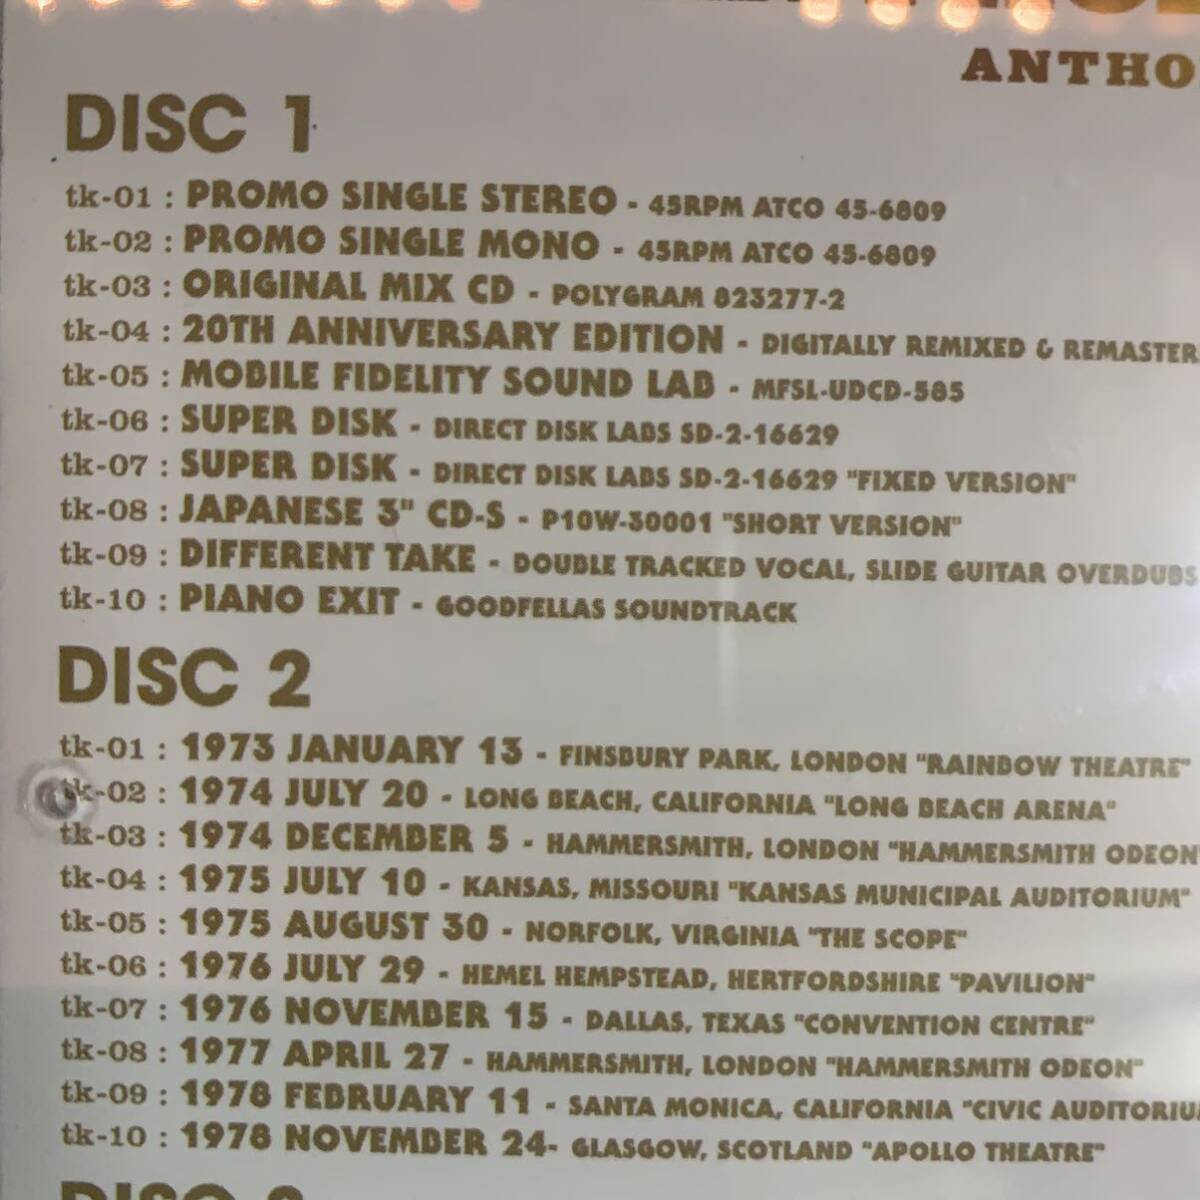 DISC 1
tk-01 : PROMO SINGLE STEREO - 45RPM ATCO 45-6809
tk-02 : PROMO SINGLE MONO - 45RPM ATCO 45-6809
tk-03 : ORIGINAL MIX CD - POLYGRAM 823277-2
tk-04 : 20TH ANNIVERSARY EDITION - DIGITALLY REMIXED & REMASTER
tk-05 : MOBILE FIDELITY SOUND LAB - MFSL-UDCD-585
tk-06 : SUPER DISK - DIRECT DISK LABS SD-2-16629
tk-07 : SUPER DISK - DIRECT DISK LABS SD-2-16629 "FIXED VERSION"
tk-08 : JAPANESE 3" CD-S - P10W-30001 "SHORT VERSION"
tk-09 : DIFFERENT TAKE - DOUBLE TRACKED VOCAL, SLIDE GUITAR OVERDUBS
tk-10 : PIANO EXIT - GOODFELLAS SOUNDTRACK
DISC 2
tk-01 : 1973 JANUARY 13 - FINSBURY PARK, LONDON "RAINBOW THEATRE"
tk-02 : 1974 JULY 20 - LONG BEACH, CALIFORNIA "LONG BEACH ARENA"
tk-03 : 1974 DECEMBER 5 - HAMMERSMITH, LONDON "HAMMERSMITH ODEON"
tk-04 : 1975 JULY 10 - KANSAS, MISSOURI "KANSAS MUNICIPAL AUDITORIUM"
tk-05 : 1975 AUGUST 30 - NORFOLK, VIRGINIA "THE SCOPE"
tk-06 : 1976 JULY 29 - HEMEL HEMPSTEAD, HERTFORDSHIRE "PAVILION"
tk-07 : 1976 NOVEMBER 15 - DALLAS, TEXAS "CONVENTION CENTRE"
tk-08 : 1977 APRIL 27 - HAMMERSMITH, LONDON "HAMMERSMITH ODEON"
tk-09 : 1978 FEBRUARY 11 - SANTA MONICA, CALIFORNIA "CIVIC AUDITORIU
tk-10 : 1978 NOVEMBER 24- GLASGOW, SCOTLAND "APOLLO THEATRE"